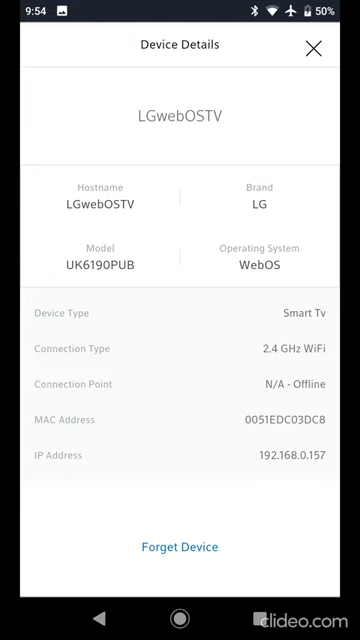 9:54
50%
Device Details
LGwebOSTV
Hostname
LGwebOSTV
Brand
LG
Model
UK6190PUB
Operating System
WebOS
Device Type
Smart Tv
Connection Type
2.4 GHz WiFi
Connection Point
N/A - Offline
MAC Address
0051EDC03DC8
IP Address
192.168.0.157
Forget Device
clideo.com